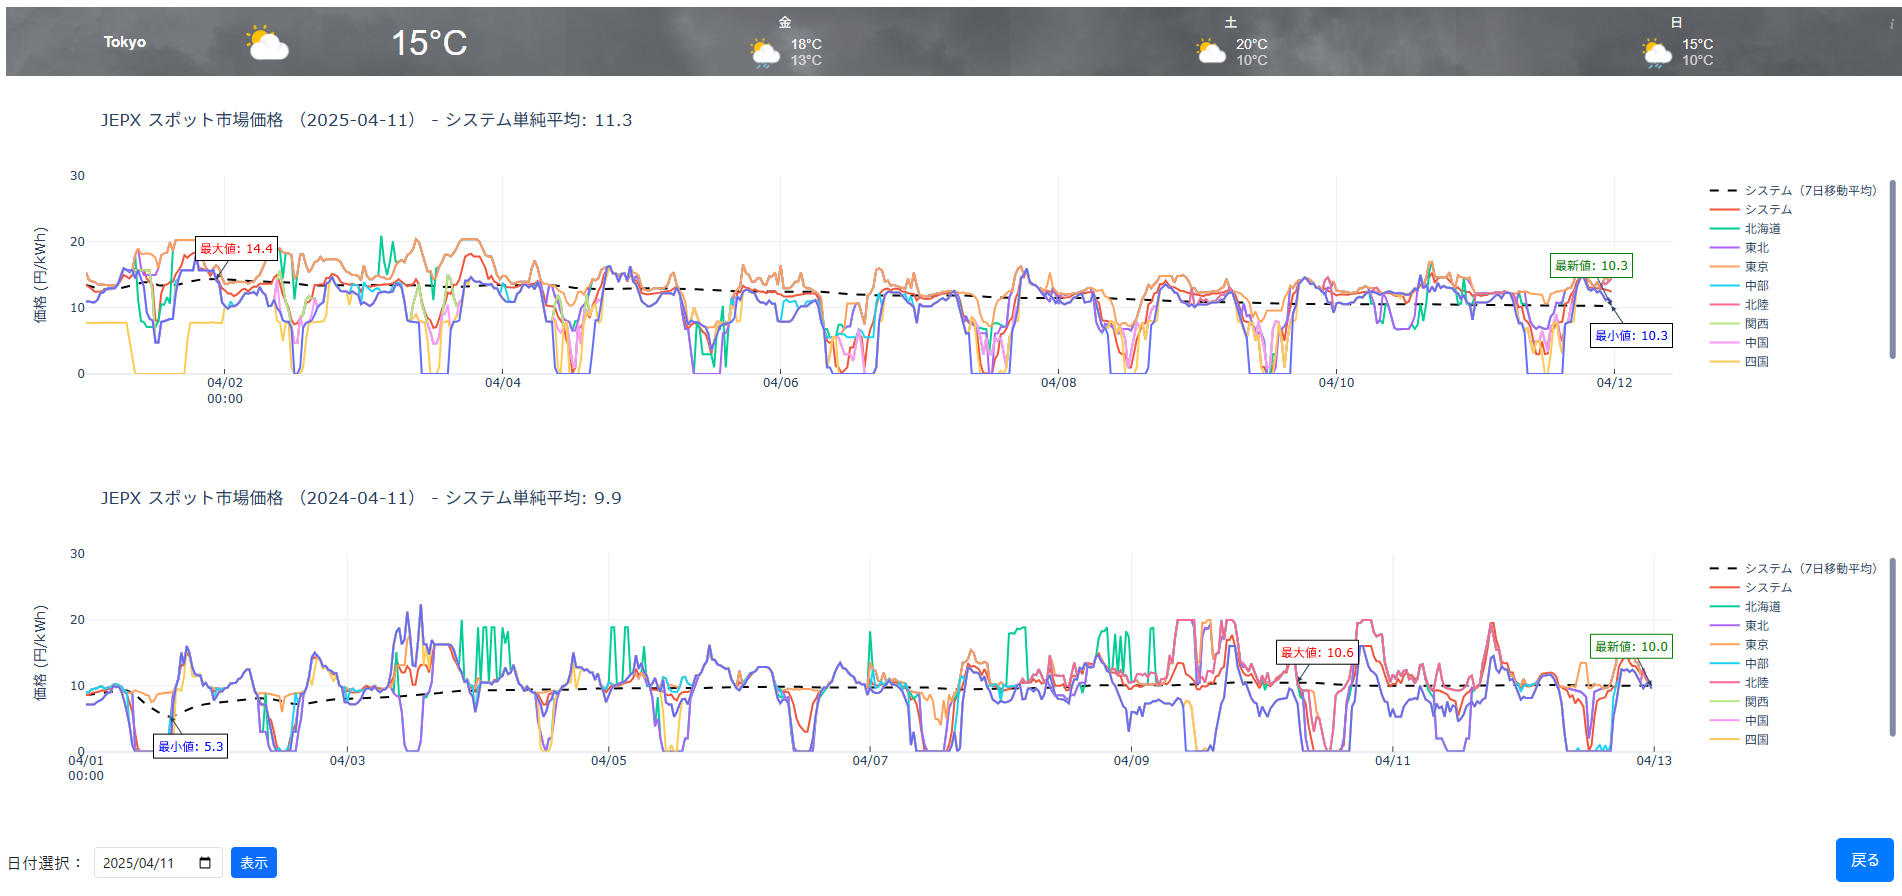 Tokyo
15°C
金
18°C
13°C
土
20°C
10°C
日
15°C
10°C
i
JEPX スポット市場価格 （2025-04-11） - システム単純平均: 11.3
価格 (円/kWh)
30
20
10
0
最大値: 14.4
最新値: 10.3
最小値: 10.3
04/02
00:00
04/04
04/06
04/08
04/10
04/12
システム（7日移動平均）
システム
北海道
東北
東京
中部
北陸
関西
中国
四国
JEPX スポット市場価格 （2024-04-11） - システム単純平均: 9.9
価格 (円/kWh)
30
20
10
0
最小値: 5.3
最大値: 10.6
最新値: 10.0
04/01
00:00
04/03
04/05
04/07
04/09
04/11
04/13
システム（7日移動平均）
システム
北海道
東北
東京
中部
北陸
関西
中国
四国
日付選択：
2025/04/11
表示
戻る